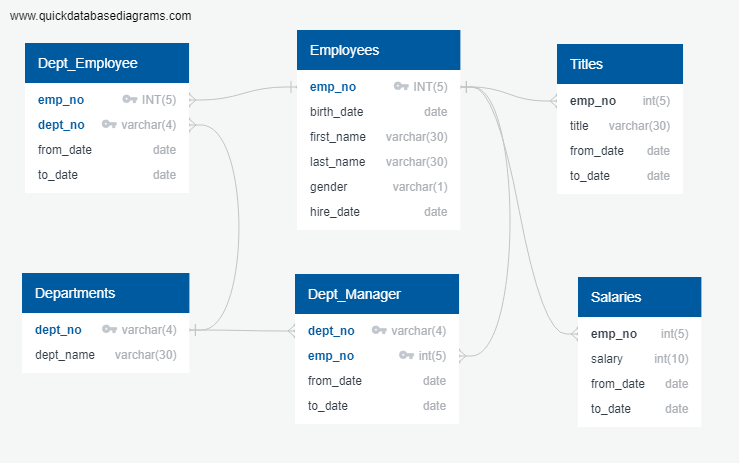 www.quickdatabasediagrams.com
Dept_Employee
emp_no INT(5)
dept_no varchar(4)
from_date date
to_date date
Employees
emp_no INT(5)
birth_date date
first_name varchar(30)
last_name varchar(30)
gender varchar(1)
hire_date date
Titles
emp_no int(5)
title varchar(30)
from_date date
to_date date
Departments
dept_no varchar(4)
dept_name varchar(30)
Dept_Manager
dept_no varchar(4)
emp_no int(5)
from_date date
to_date date
Salaries
emp_no int(5)
salary int(10)
from_date date
to_date date